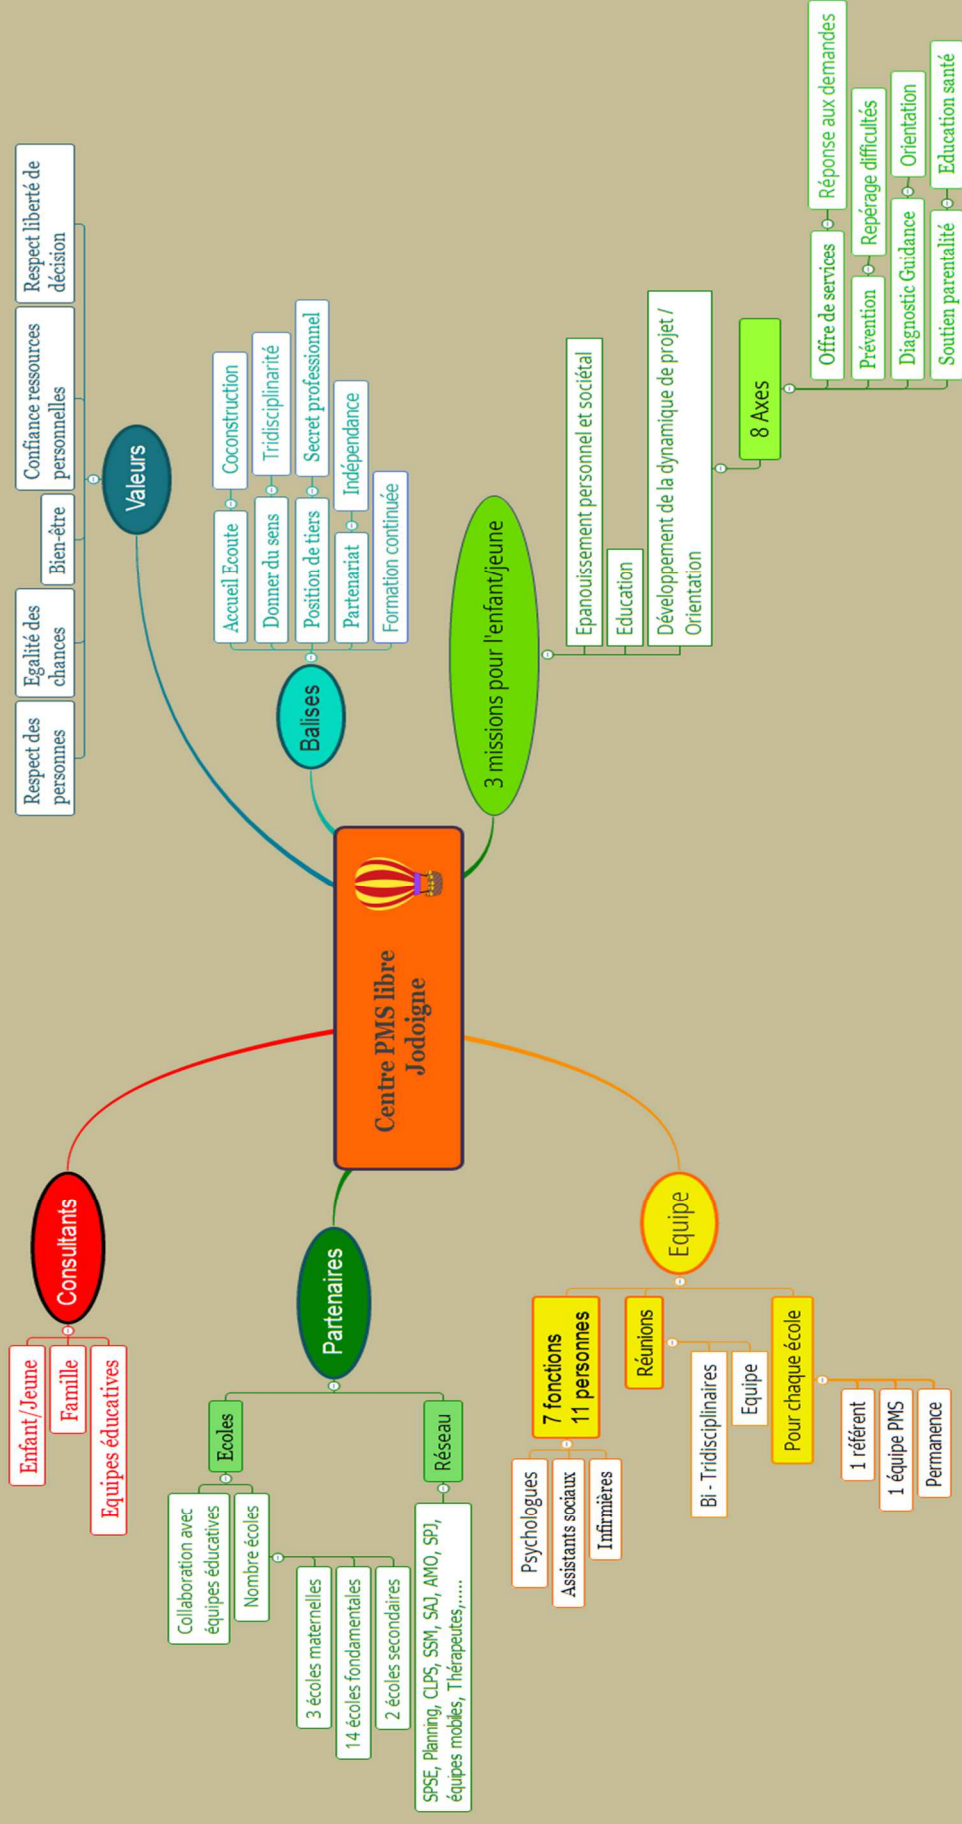 Centre PMS libre
Jodoigne
Consultants
Enfant/Jeune
Famille
Equipes éducatives
Partenaires
Ecoles
Collaboration avec
équipes éducatives
Nombre écoles
3 écoles maternelles
14 écoles fondamentales
2 écoles secondaires
Réseau
SPSE, Planning, CLPS, SSM, SAJ, AMO, SPJ,
équipes mobiles, Thérapeutes,.....
Equipe
7 fonctions
11 personnes
Psychologues
Assistants sociaux
Infirmières
Réunions
Bi - Tridisciplinaires
Equipe
Pour chaque école
1 référent
1 équipe PMS
Permanence
Valeurs
Respect des
personnes
Egalité des
chances
Bien-être
Confiance ressources
personnelles
Respect liberté de
décision
Balises
Accueil Ecoute
Coconstruction
Donner du sens
Tridisciplinarité
Position de tiers
Secret professionnel
Partenariat
Indépendance
Formation continuée
3 missions pour l'enfant/jeune
Epanouissement personnel et sociétal
Education
Développement de la dynamique de projet /
Orientation
8 Axes
Offre de services
Réponse aux demandes
Prévention
Repérage difficultés
Diagnostic Guidance
Orientation
Soutien parentalité
Education santé